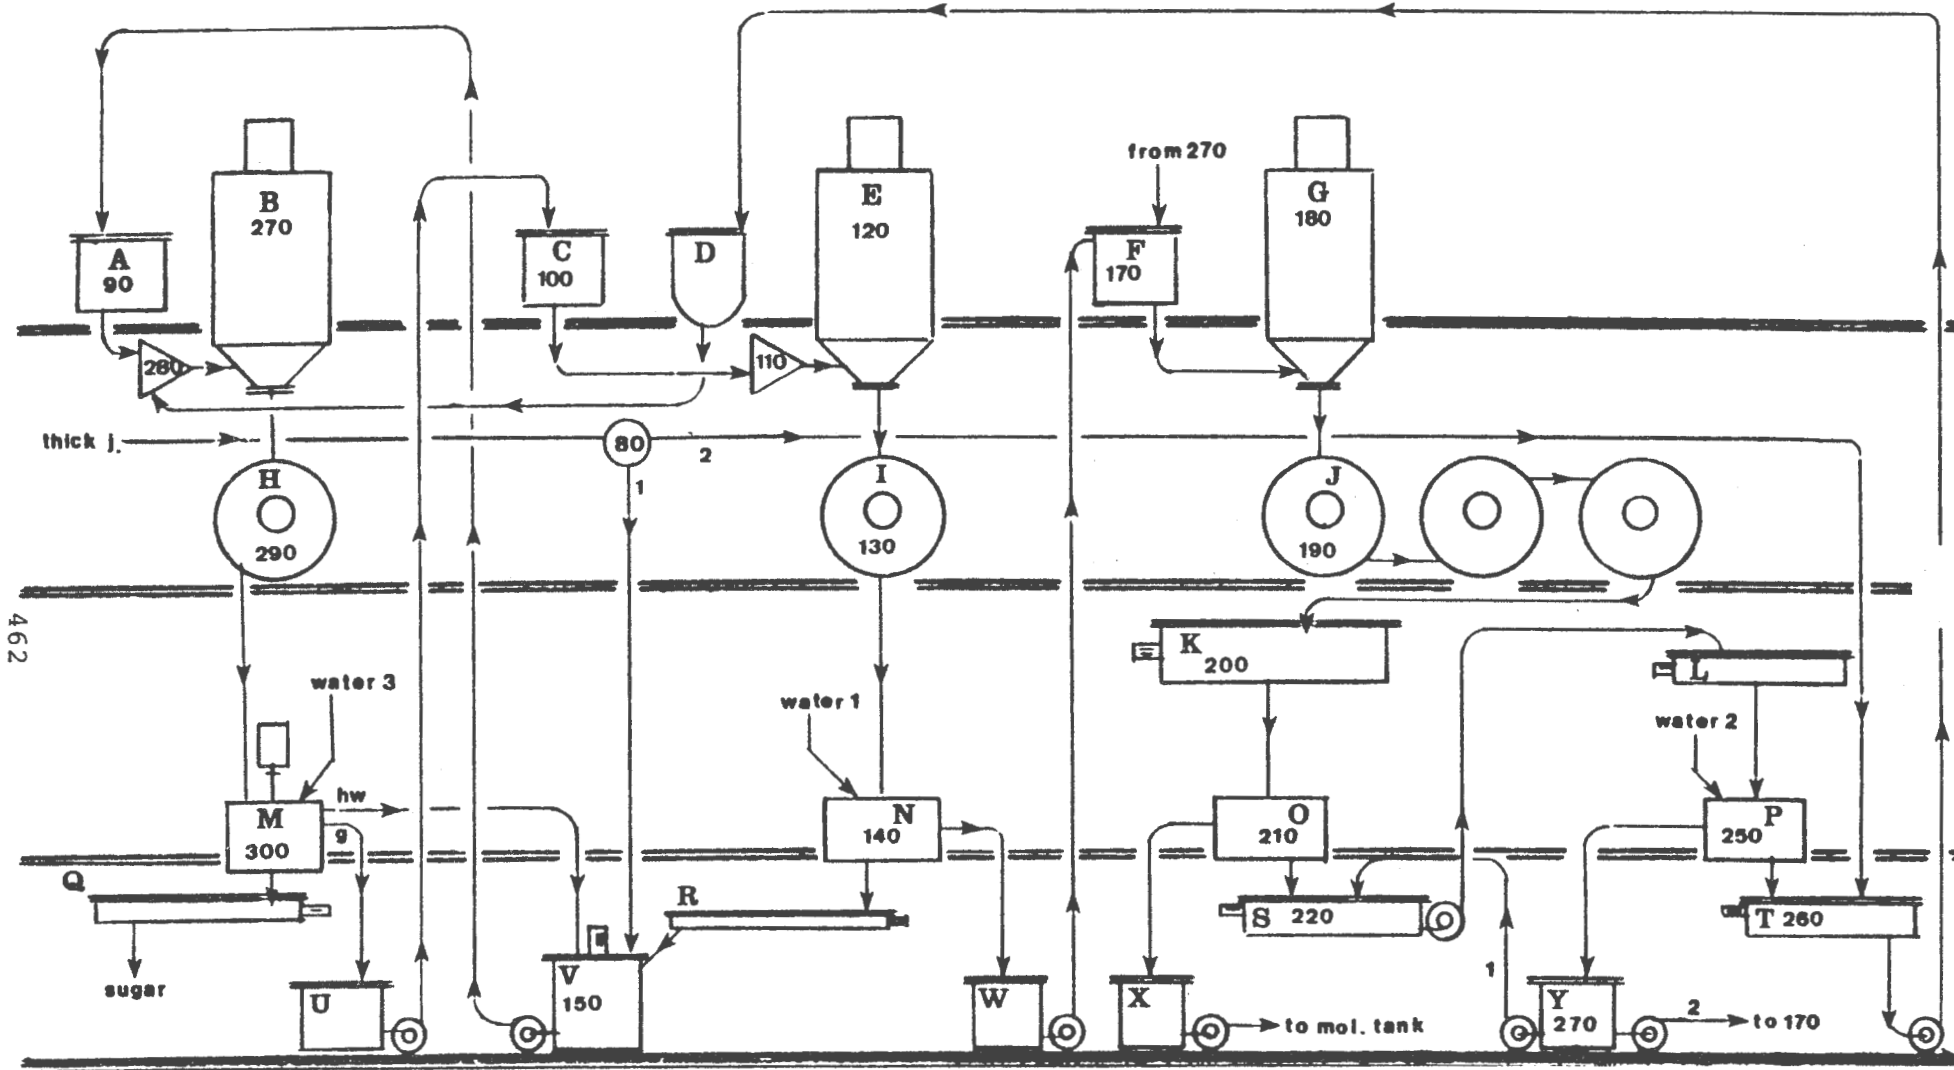 from 270
B
270
E
120
G
180
A
90
C
100
D
F
170
280
110
thick j.
80
2
1
H
290
I
130
J
190
462
K
200
L
water 3
water 1
water 2
hw
g
M
300
N
140
O
210
P
250
Q
R
S
220
T 260
sugar
U
V
150
W
X
to mol. tank
1
Y
270
2
to 170